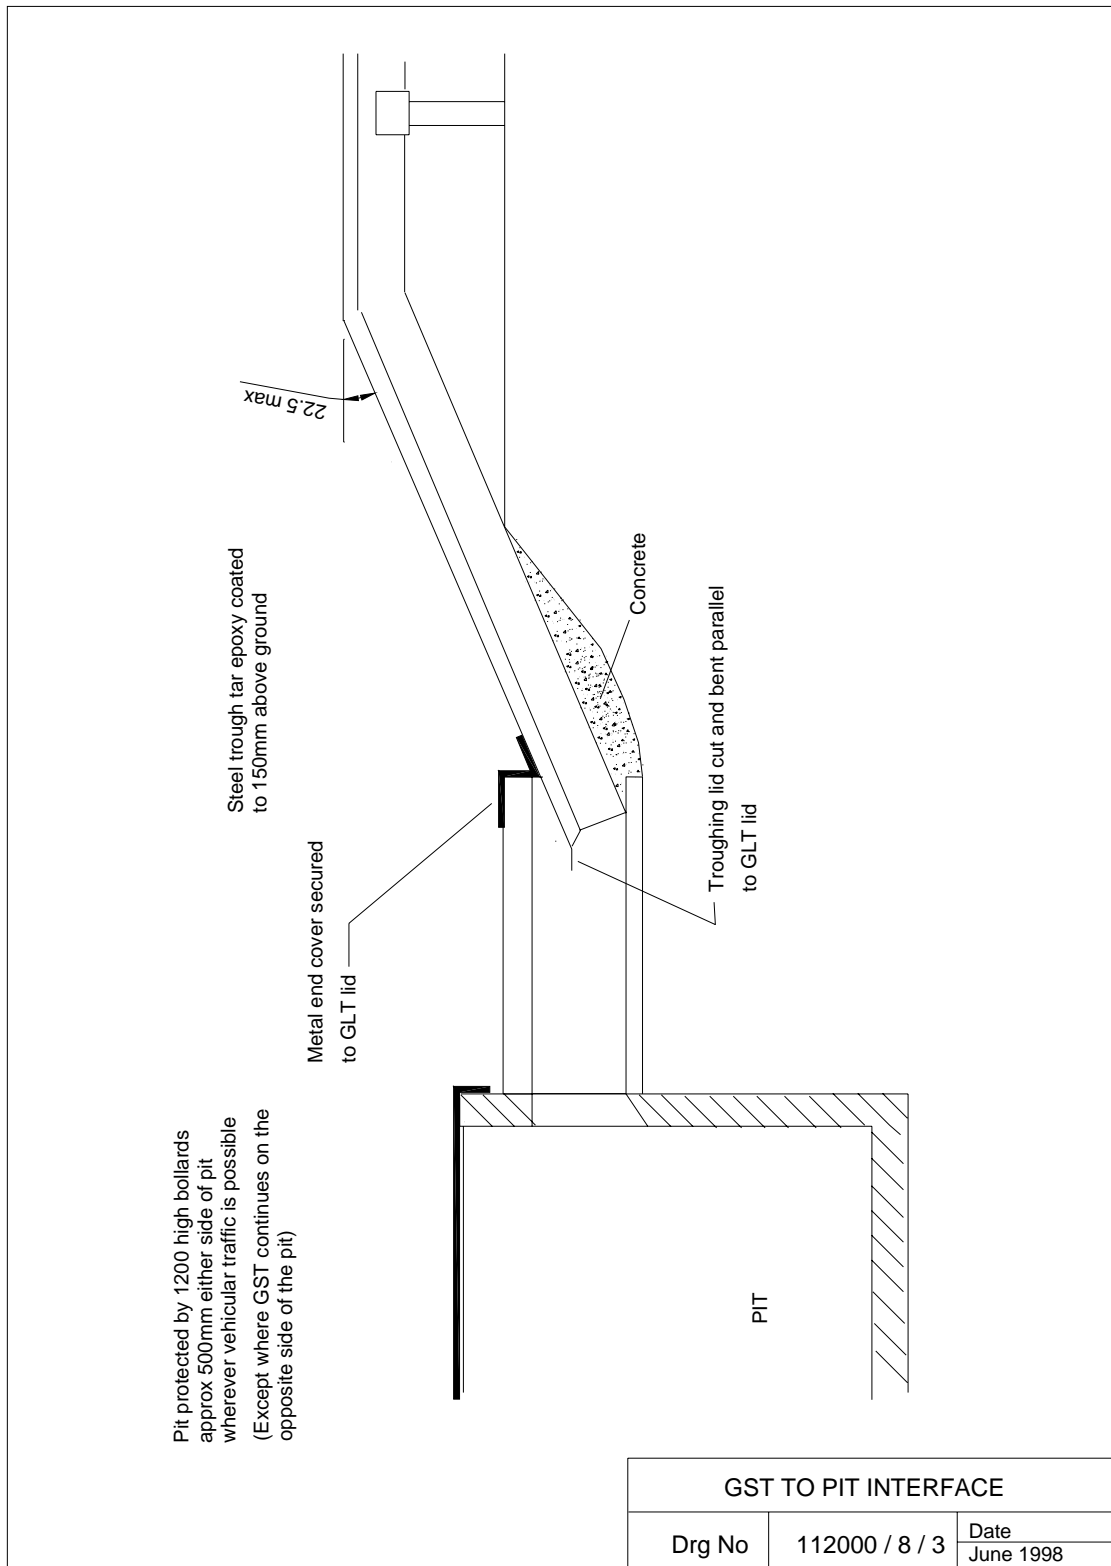 Pit protected by 1200 high bollards
approx 500mm either side of pit
wherever vehicular traffic is possible
(Except where GST continues on the
opposite side of the pit)
Metal end cover secured
to GLT lid
Steel trough tar epoxy coated
to 150mm above ground
22.5 max
Concrete
Troughing lid cut and bent parallel
to GLT lid
PIT
GST TO PIT INTERFACE
Drg No
112000 / 8 / 3
Date
June 1998